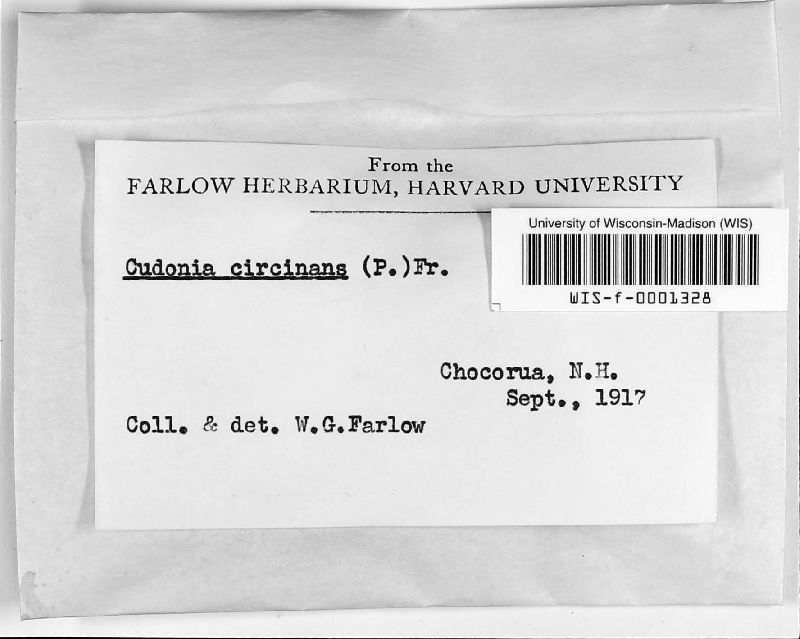 From the
FARLOW HERBARIUM, HARVARD UNIVERSITY
University of Wisconsin-Madison (WIS)
WIS-f-0001328
Cudonia circinans (P.)Fr.
Chocorua, N.H.
Sept., 1917
Coll. & det. W.G.Farlow